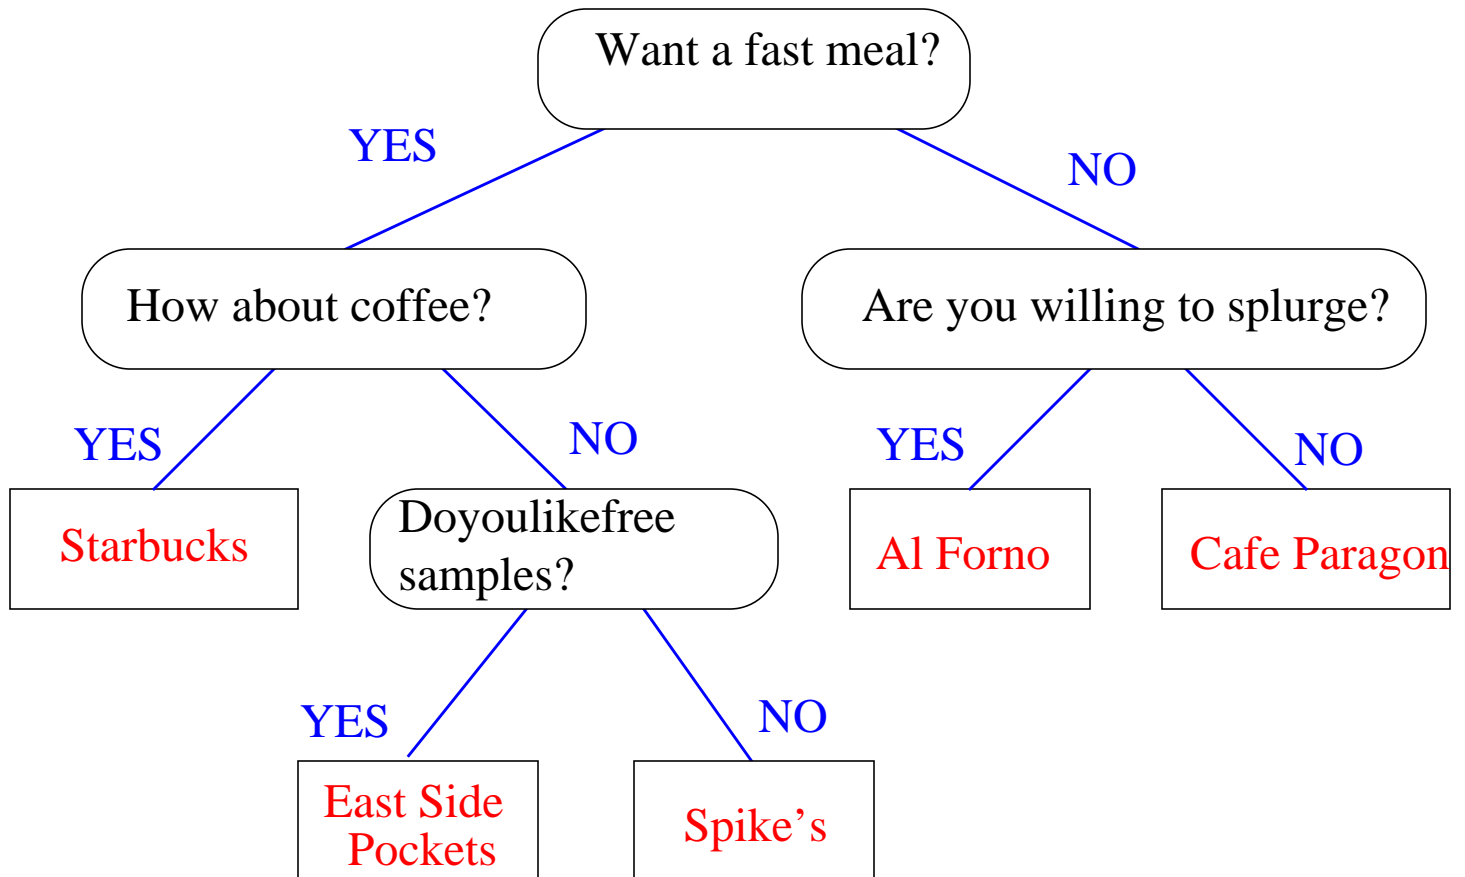 Want a fast meal?
YES
NO
How about coffee?
Are you willing to splurge?
YES
NO
YES
NO
Starbucks
Doyoulikefree
samples?
Al Forno
Cafe Paragon
YES
NO
East Side
Pockets
Spike’s